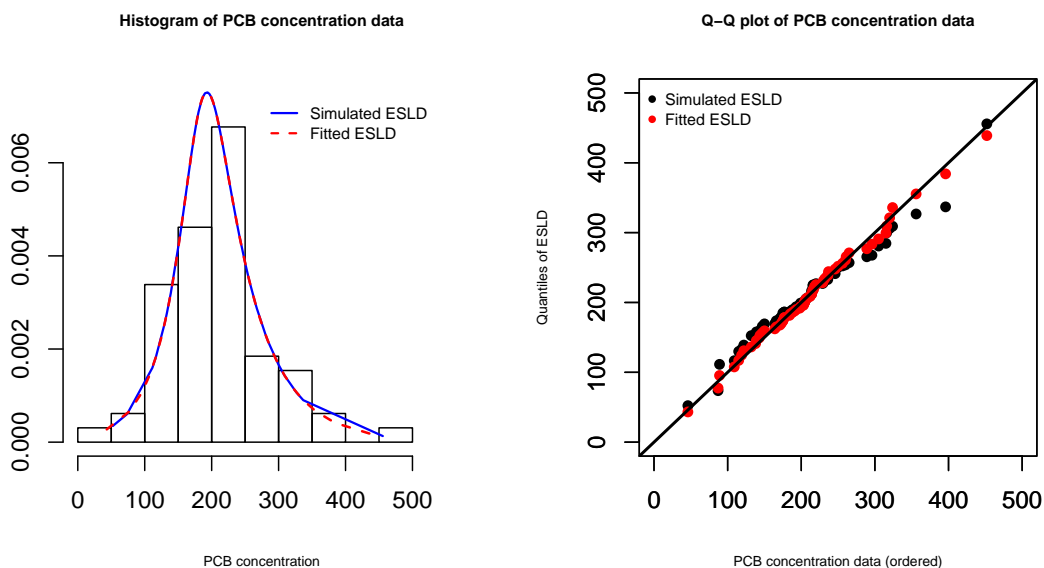 Histogram of PCB concentration data
Simulated ESLD
Fitted ESLD
0.000 0.002 0.004 0.006
0 100 200 300 400 500
PCB concentration
Q−Q plot of PCB concentration data
Simulated ESLD
Fitted ESLD
Quantiles of ESLD
0 100 200 300 400 500
0 100 200 300 400 500
PCB concentration data (ordered)